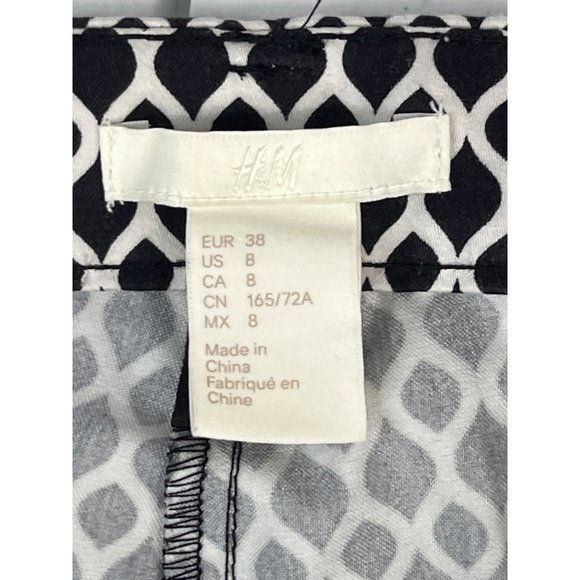 H&M
EUR 38
US 8
CA 8
CN 165/72A
MX 8
Made in
China
Fabriqué en
Chine